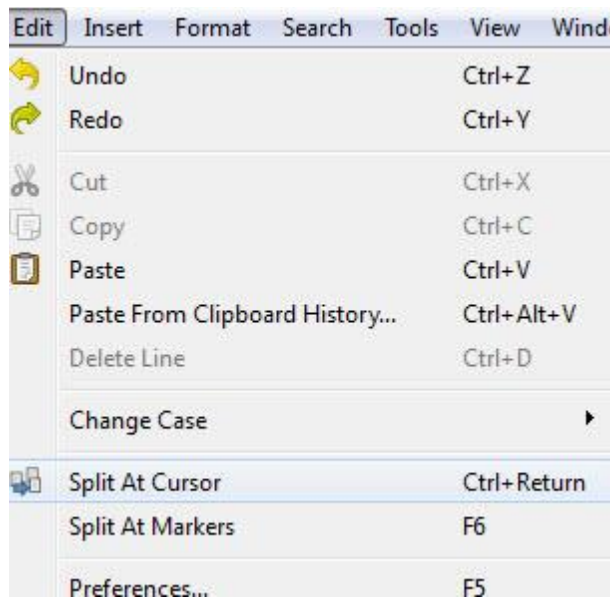 Edit Insert Format Search Tools View Wind
Undo Ctrl+Z
Redo Ctrl+Y
Cut Ctrl+X
Copy Ctrl+C
Paste Ctrl+V
Paste From Clipboard History... Ctrl+Alt+V
Delete Line Ctrl+D
Change Case
Split At Cursor Ctrl+Return
Split At Markers F6
Preferences... F5